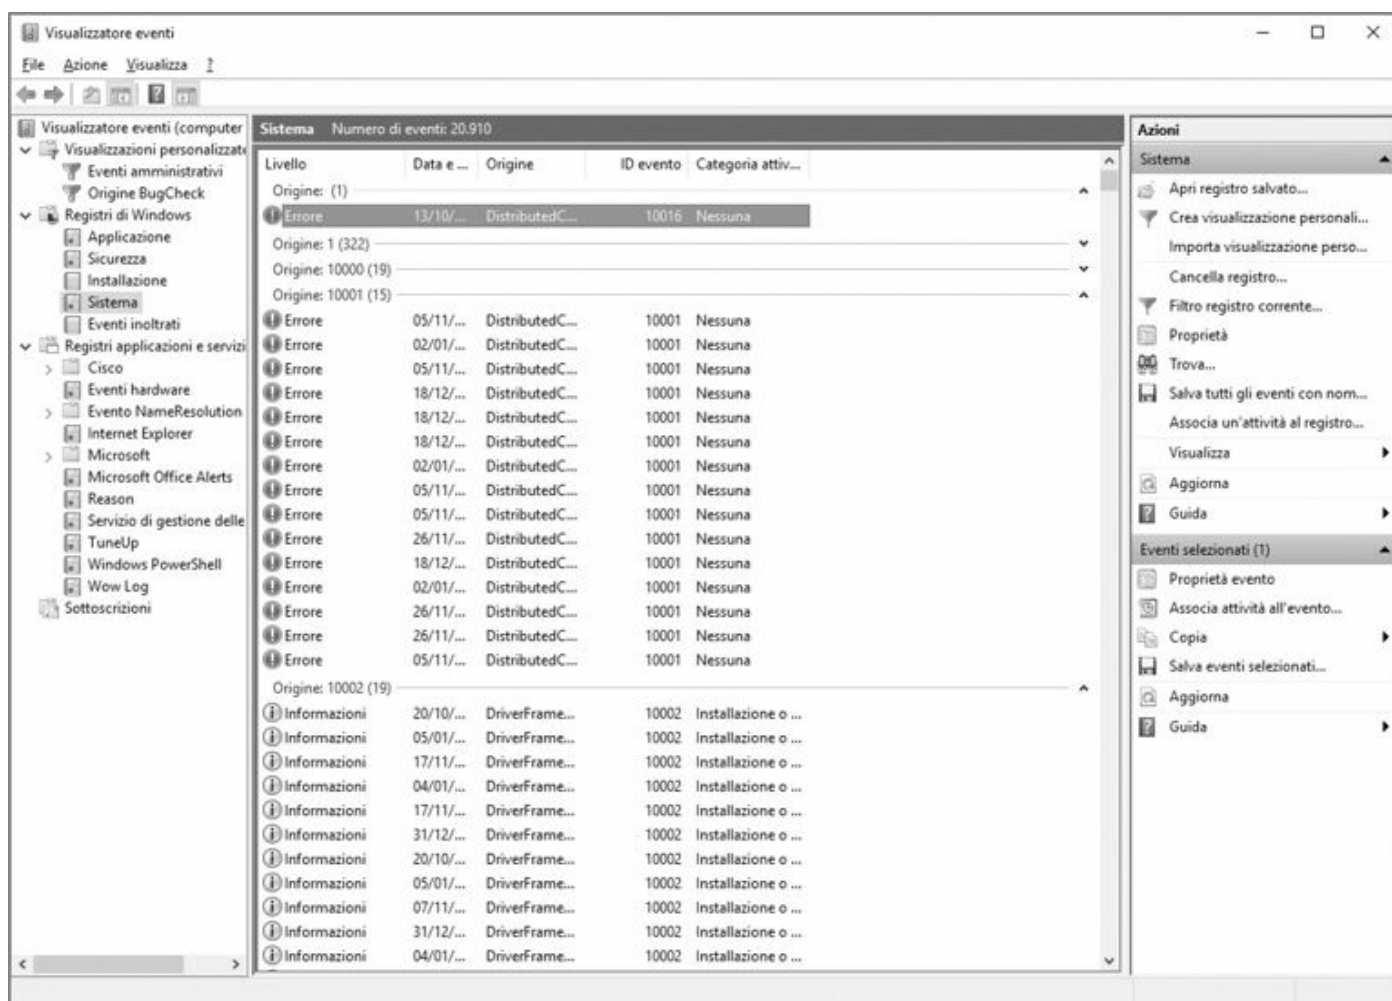 Visualizzatore eventi
File Azione Visualizza ?
Visualizzatore eventi (computer
Visualizzazioni personalizzate
Eventi amministrativi
Origine BugCheck
Registri di Windows
Applicazione
Sicurezza
Installazione
Sistema
Eventi inoltrati
Registri applicazioni e servizi
Cisco
Eventi hardware
Evento NameResolution
Internet Explorer
Microsoft
Microsoft Office Alerts
Reason
Servizio di gestione delle
TuneUp
Windows PowerShell
Wow Log
Sottoscrizioni
Sistema Numero di eventi: 20.910
Livello Data e ... Origine ID evento Categoria attiv...
Origine: (1)
Errore 13/10/... DistributedC... 10016 Nessuna
Origine: 1 (322)
Origine: 10000 (19)
Origine: 10001 (15)
Errore 05/11/... DistributedC... 10001 Nessuna
Errore 02/01/... DistributedC... 10001 Nessuna
Errore 05/11/... DistributedC... 10001 Nessuna
Errore 18/12/... DistributedC... 10001 Nessuna
Errore 18/12/... DistributedC... 10001 Nessuna
Errore 18/12/... DistributedC... 10001 Nessuna
Errore 02/01/... DistributedC... 10001 Nessuna
Errore 05/11/... DistributedC... 10001 Nessuna
Errore 05/11/... DistributedC... 10001 Nessuna
Errore 26/11/... DistributedC... 10001 Nessuna
Errore 18/12/... DistributedC... 10001 Nessuna
Errore 02/01/... DistributedC... 10001 Nessuna
Errore 26/11/... DistributedC... 10001 Nessuna
Errore 26/11/... DistributedC... 10001 Nessuna
Errore 05/11/... DistributedC... 10001 Nessuna
Origine: 10002 (19)
Informazioni 20/10/... DriverFrame... 10002 Installazione o ...
Informazioni 05/01/... DriverFrame... 10002 Installazione o ...
Informazioni 17/11/... DriverFrame... 10002 Installazione o ...
Informazioni 04/01/... DriverFrame... 10002 Installazione o ...
Informazioni 17/11/... DriverFrame... 10002 Installazione o ...
Informazioni 31/12/... DriverFrame... 10002 Installazione o ...
Informazioni 20/10/... DriverFrame... 10002 Installazione o ...
Informazioni 05/01/... DriverFrame... 10002 Installazione o ...
Informazioni 07/11/... DriverFrame... 10002 Installazione o ...
Informazioni 31/12/... DriverFrame... 10002 Installazione o ...
Informazioni 04/01/... DriverFrame... 10002 Installazione o ...
Azioni
Sistema
Apri registro salvato...
Crea visualizzazione personali...
Importa visualizzazione perso...
Cancella registro...
Filtro registro corrente...
Proprietà
Trova...
Salva tutti gli eventi con nom...
Associa un'attività al registro...
Visualizza
Aggiorna
Guida
Eventi selezionati (1)
Proprietà evento
Associa attività all'evento...
Copia
Salva eventi selezionati...
Aggiorna
Guida